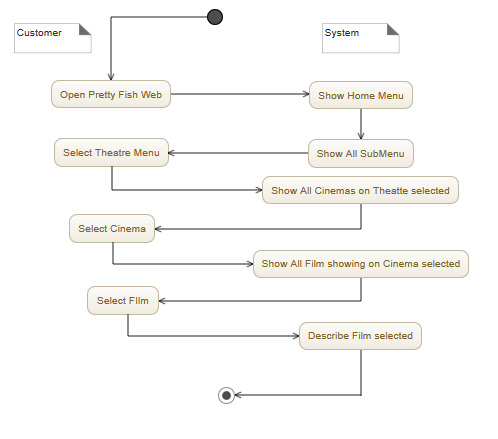 Customer
System
Open Pretty Fish Web
Show Home Menu
Select Theatre Menu
Show All SubMenu
Show All Cinemas on Theatte selected
Select Cinema
Show All Film showing on Cinema selected
Select FIlm
Describe Film selected